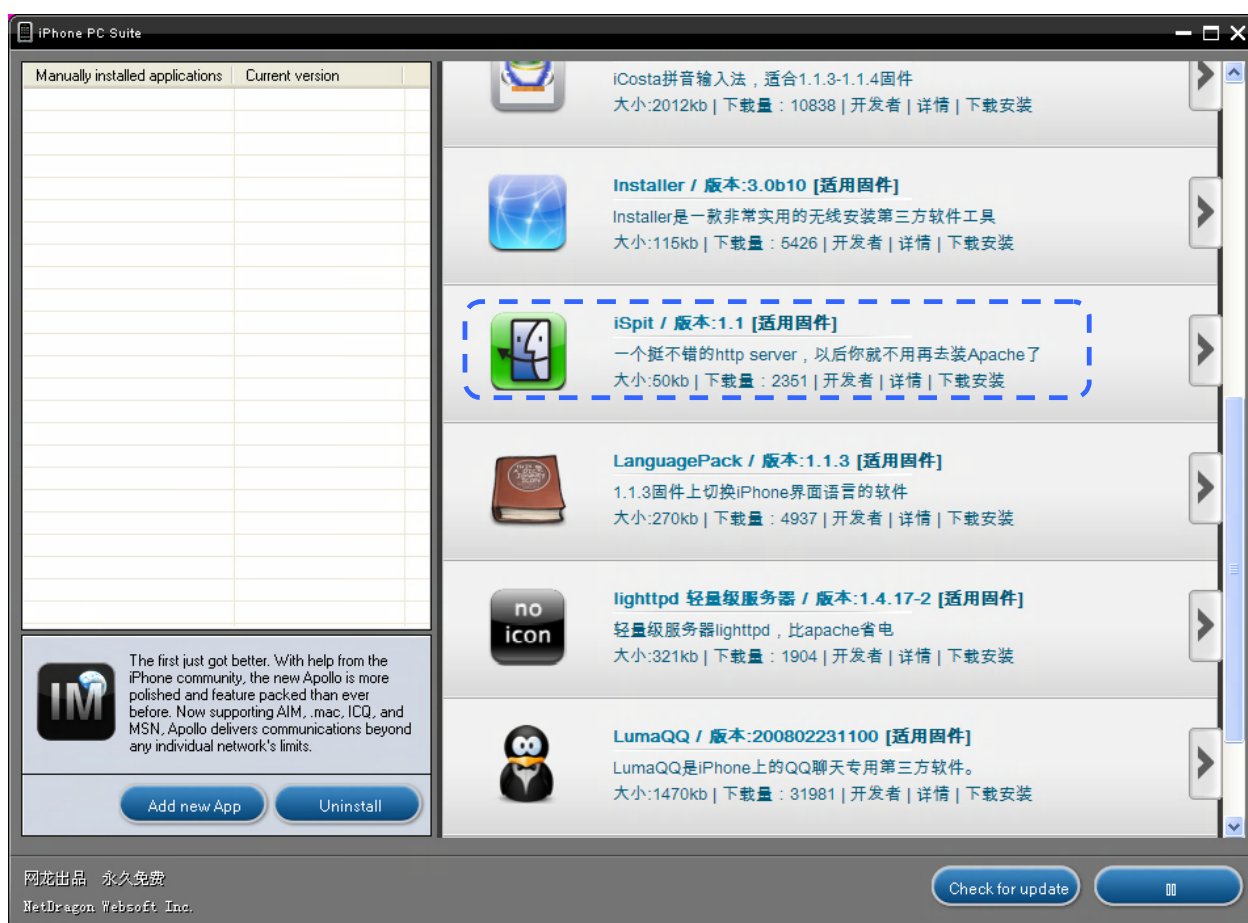 iPhone PC Suite
Manually installed applications Current version
The first just got better. With help from the
iPhone community, the new Apollo is more
polished and feature packed than ever
before. Now supporting AIM, .mac, ICQ, and
MSN, Apollo delivers communications beyond
any individual network's limits.
Add new App Uninstall
iCosta拼音输入法，适合1.1.3-1.1.4固件
大小:2012kb | 下载量：10838 | 开发者 | 详情 | 下载安装
Installer / 版本:3.0b10 [适用固件]
Installer是一款非常实用的无线安装第三方软件工具
大小:115kb | 下载量：5426 | 开发者 | 详情 | 下载安装
iSpit / 版本:1.1 [适用固件]
一个挺不错的http server，以后你就不用再去装Apache了
大小:50kb | 下载量：2351 | 开发者 | 详情 | 下载安装
LanguagePack / 版本:1.1.3 [适用固件]
1.1.3固件上切换iPhone界面语言的软件
大小:270kb | 下载量：4937 | 开发者 | 详情 | 下载安装
no
icon
lighttpd 轻量级服务器 / 版本:1.4.17-2 [适用固件]
轻量级服务器lighttpd，比apache省电
大小:321kb | 下载量：1904 | 开发者 | 详情 | 下载安装
LumaQQ / 版本:200802231100 [适用固件]
LumaQQ是iPhone上的QQ聊天专用第三方软件。
大小:1470kb | 下载量：31981 | 开发者 | 详情 | 下载安装
IM
网龙出品 永久免费
NetDragon Websoft Inc.
Check for update